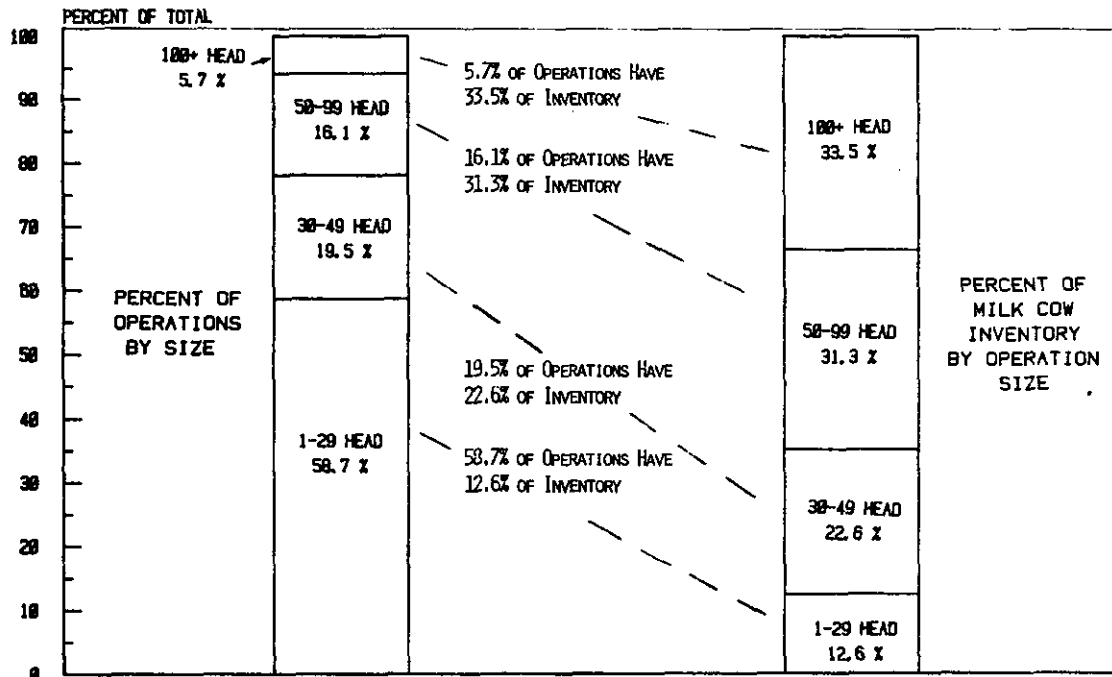 PERCENT OF TOTAL
100
90
80
70
60
50
40
30
20
10
0
PERCENT OF
OPERATIONS
BY SIZE
100+ HEAD
5.7 %
50-99 HEAD
16.1 %
30-49 HEAD
19.5 %
1-29 HEAD
58.7 %
5.7% OF OPERATIONS HAVE
33.5% OF INVENTORY
16.1% OF OPERATIONS HAVE
31.3% OF INVENTORY
19.5% OF OPERATIONS HAVE
22.6% OF INVENTORY
58.7% OF OPERATIONS HAVE
12.6% OF INVENTORY
100+ HEAD
33.5 %
50-99 HEAD
31.3 %
30-49 HEAD
22.6 %
1-29 HEAD
12.6 %
PERCENT OF
MILK COW
INVENTORY
BY OPERATION
SIZE